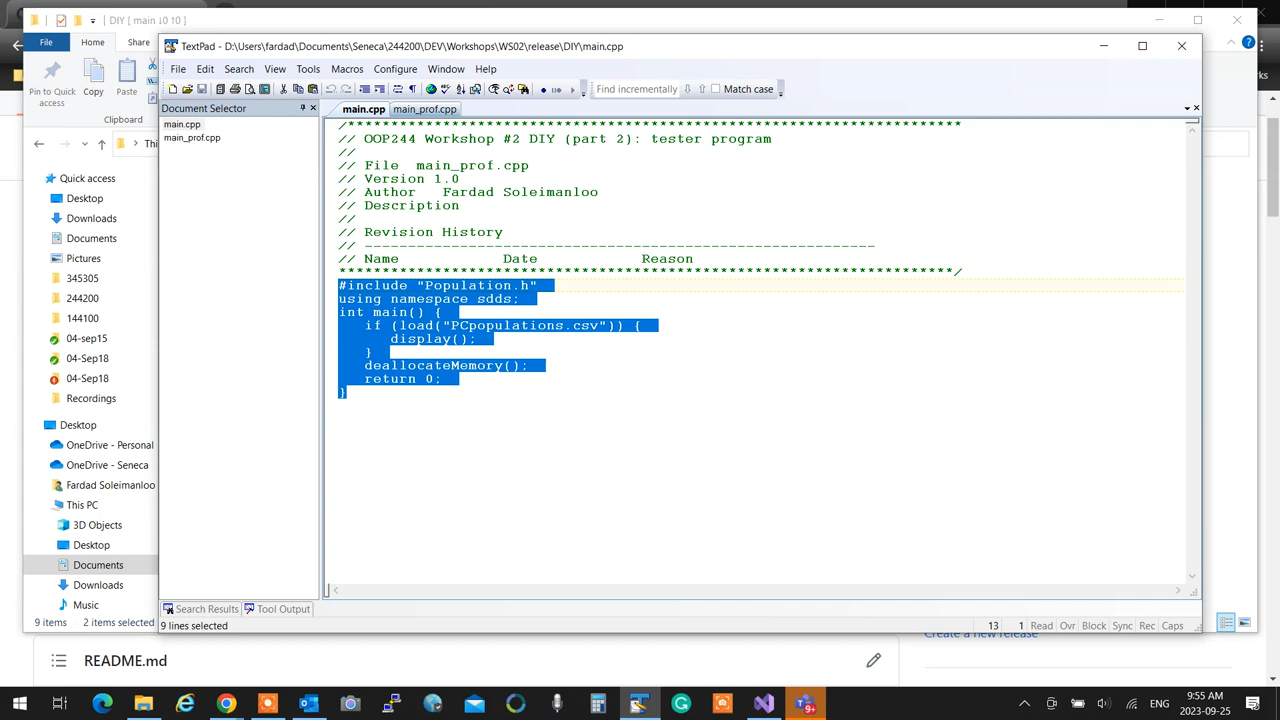 DIY [ main ↓0 ↑0 ]
File
Home
Share
Pin to Quick access
Copy
Paste
Clipboard
Thi
Quick access
Desktop
Downloads
Documents
Pictures
345305
244200
144100
04-sep15
04-Sep18
04-Sep18
Recordings
Desktop
OneDrive - Personal
OneDrive - Seneca
Fardad Soleimanloo
This PC
3D Objects
Desktop
Documents
Downloads
Music
9 items
2 items selected
TextPad - D:\Users\fardad\Documents\Seneca\244200\DEV\Workshops\WS02\release\DIY\main.cpp
File Edit Search View Tools Macros Configure Window Help
Find incrementally
Match case
Document Selector
main.cpp
main_prof.cpp
main.cpp
main_prof.cpp
/***********************************************************************
// OOP244 Workshop #2 DIY (part 2): tester program
//
// File main_prof.cpp
// Version 1.0
// Author Fardad Soleimanloo
// Description
//
// Revision History
// -----------------------------------------------------------
// Name Date Reason
***********************************************************************/
#include "Population.h"
using namespace sdds;
int main() {
if (load("PCpopulations.csv")) {
display();
}
deallocateMemory();
return 0;
}
Search Results
Tool Output
9 lines selected
13 1 Read Ovr Block Sync Rec Caps
ks
Create a new release
README.md
9+
ENG
9:55 AM
2023-09-25